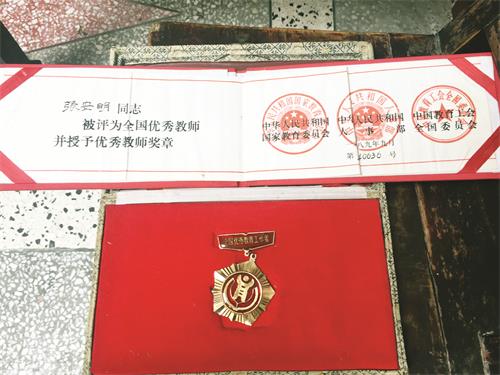 张安明 同志
被评为全国优秀教师
并授予优秀教师奖章
中华人民共和国
国家教育委员会
中华人民共和国
人事部
中国教育工会
全国委员会
八九年九月
第 号
全国优秀教育工作者